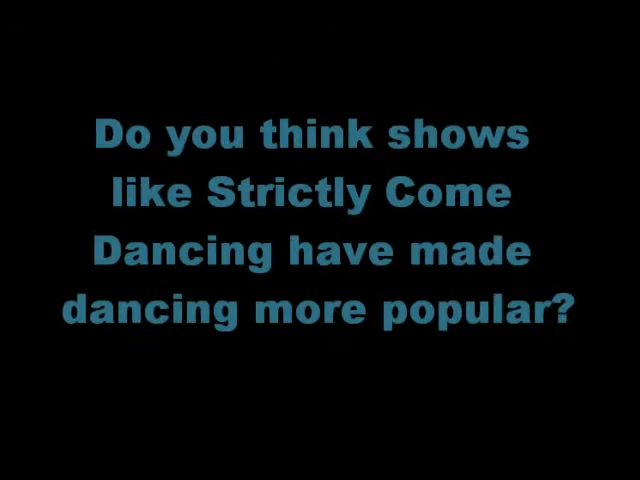 Do you think shows
like Strictly Come
Dancing have made
dancing more popular?